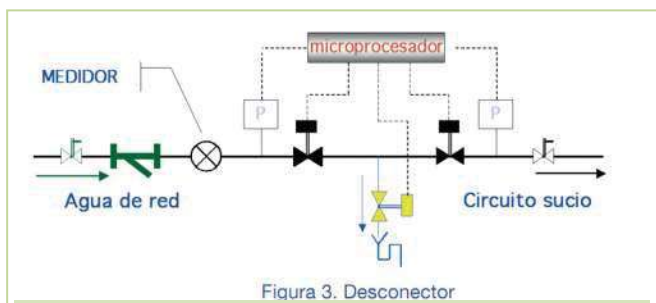 microprocesador
MEDIDOR
P
P
Agua de red
Circuito sucio
Figura 3. Desconector